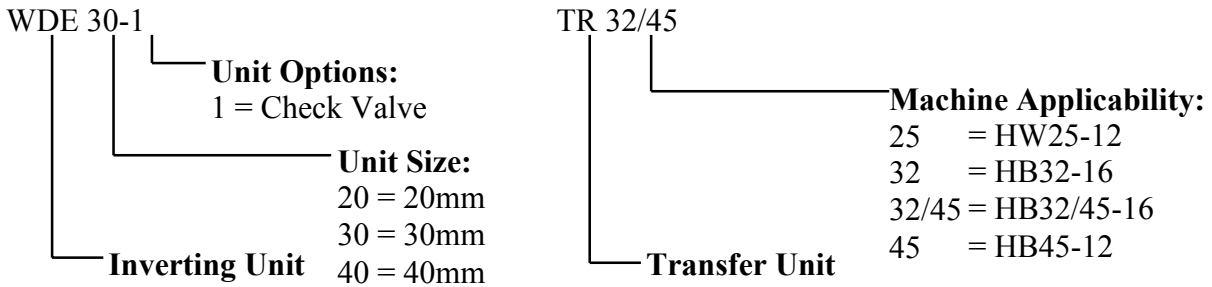 WDE 30-1
Unit Options:
1 = Check Valve
Unit Size:
20 = 20mm
30 = 30mm
40 = 40mm
Inverting Unit
TR 32/45
Machine Applicability:
25 = HW25-12
32 = HB32-16
32/45 = HB32/45-16
45 = HB45-12
Transfer Unit